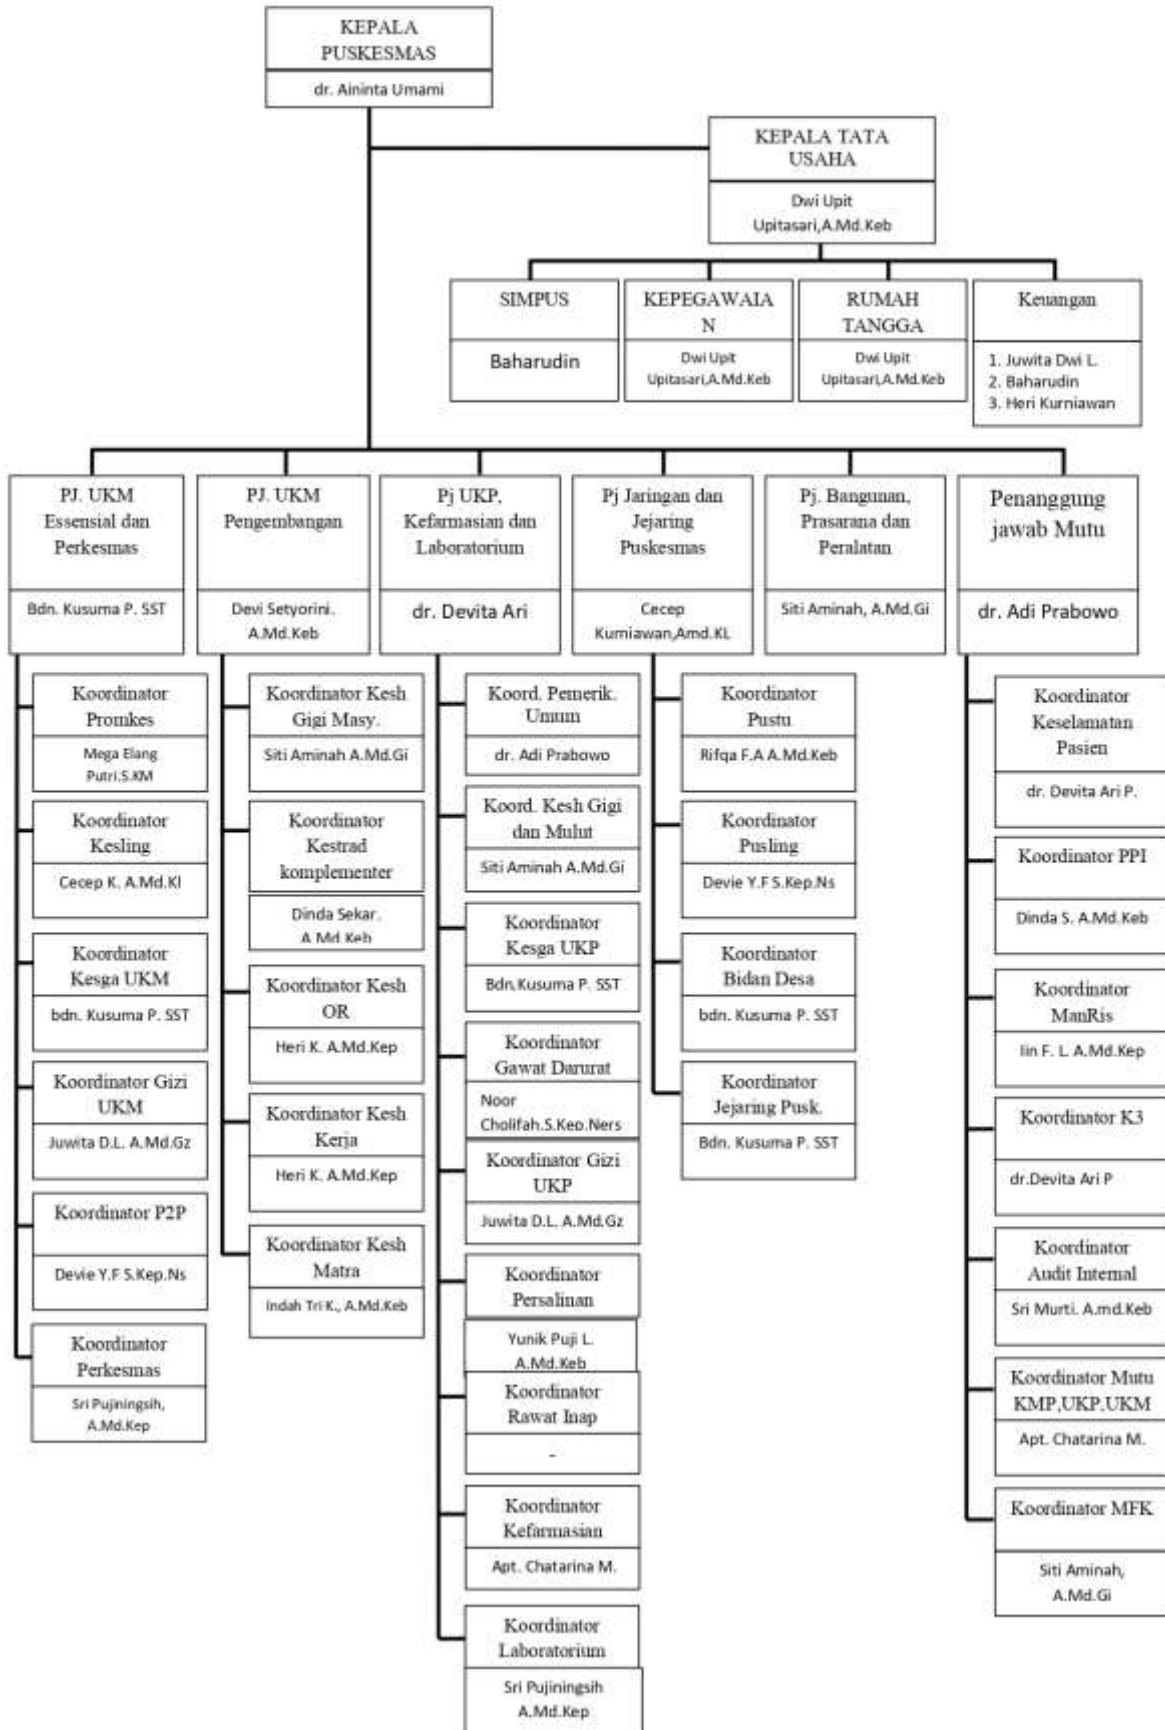 KEPALA
PUSKESMAS
dr. Aininta Umami
KEPALA TATA
USAHA
Dwi Upit
Upitasari,A.Md.Keb
SIMPUS
Baharudin
KEPEGAWAIA
N
Dwi Upit
Upitasari,A.Md.Keb
RUMAH
TANGGA
Dwi Upit
Upitasari,A.Md.Keb
Keuangan
1. Juwita Dwi L.
2. Baharudin
3. Heri Kurniawan
PJ. UKM
Essensial dan
Perkesmas
Bdn. Kusuma P. SST
PJ. UKM
Pengembangan
Devi Setyorini.
A.Md.Keb
Pj UKP,
Kefarmasian dan
Laboratorium
dr. Devita Ari
Pj Jaringan dan
Jejaring
Puskesmas
Cecep
Kurniawan,Amd.KL
Pj. Bangunan,
Prasarana dan
Peralatan
Siti Aminah, A.Md.Gi
Penanggung
jawab Mutu
dr. Adi Prabowo
Koordinator
Promkes
Mega Elang
Putri.S.KM
Koordinator
Kesling
Cecep K. A.Md.Kl
Koordinator
Kesga UKM
bdn. Kusuma P. SST
Koordinator Gizi
UKM
Juwita D.L. A.Md.Gz
Koordinator P2P
Devie Y.F S.Kep.Ns
Koordinator
Perkesmas
Sri Pujiningsih,
A.Md.Kep
Koordinator Kesh
Gigi Masy.
Siti Aminah A.Md.Gi
Koordinator
Kestrad
komplementer
Dinda Sekar.
A.Md.Keb
Koordinator Kesh
OR
Heri K. A.Md.Kep
Koordinator Kesh
Kerja
Heri K. A.Md.Kep
Koordinator Kesh
Matra
Indah Tri K., A.Md.Keb
Koord. Pemerik.
Umum
dr. Adi Prabowo
Koord. Kesh Gigi
dan Mulut
Siti Aminah A.Md.Gi
Koordinator
Kesga UKP
Bdn.Kusuma P. SST
Koordinator
Gawat Darurat
Noor
Cholifah.S.Kep.Ners
Koordinator Gizi
UKP
Juwita D.L. A.Md.Gz
Koordinator
Persalinan
Yunik Puji L.
A.Md.Keb
Koordinator
Rawat Inap
-
Koordinator
Kefarmasian
Apt. Chatarina M.
Koordinator
Laboratorium
Sri Pujiningsih
A.Md.Kep
Koordinator
Pustu
Rifqa F.A A.Md.Keb
Koordinator
Pusling
Devie Y.F S.Kep.Ns
Koordinator
Bidan Desa
bdn. Kusuma P. SST
Koordinator
Jejaring Pusk.
Bdn. Kusuma P. SST
Koordinator
Keselamatan
Pasien
dr. Devita Ari P.
Koordinator PPI
Dinda S. A.Md.Keb
Koordinator
ManRis
Iin F. L. A.Md.Kep
Koordinator K3
dr.Devita Ari P
Koordinator
Audit Internal
Sri Murti. A.md.Keb
Koordinator Mutu
KMP,UKP,UKM
Apt. Chatarina M.
Koordinator MFK
Siti Aminah,
A.Md.Gi